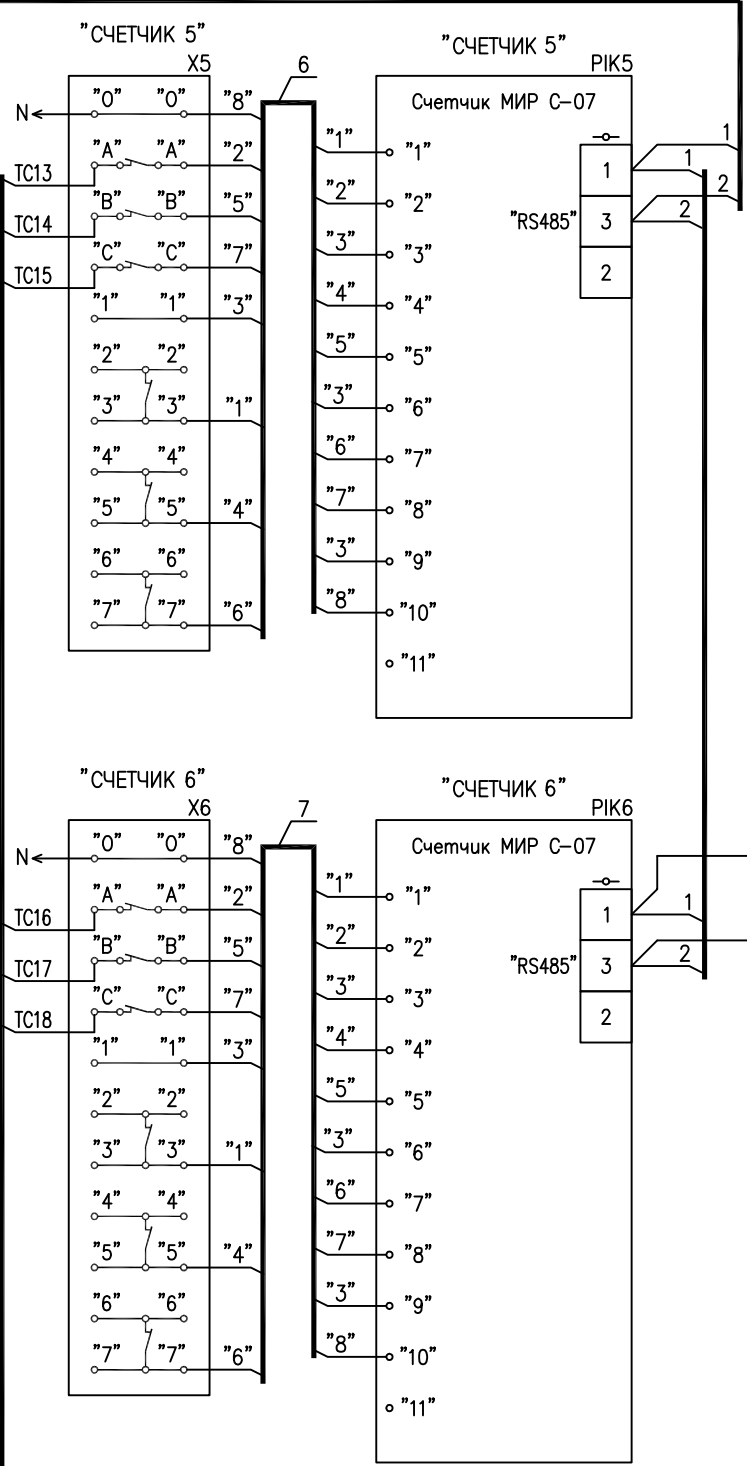 "СЧЕТЧИК 5"
X5
N
"0" "0" "8"
TC13 "A" "A" "2"
TC14 "B" "B" "5"
TC15 "C" "C" "7"
"1" "1" "3"
"2" "2"
"3" "3" "1"
"4" "4"
"5" "5" "4"
"6" "6"
"7" "7" "6"
6
"СЧЕТЧИК 5"
PIK5
Счетчик МИР С-07
"1" "1"
"2" "2"
"3" "3"
"4" "4"
"5" "5"
"3" "6"
"6" "7"
"7" "8"
"3" "9"
"8" "10"
"11"
"RS485"
1
3
2
1
1
2
2
"СЧЕТЧИК 6"
X6
N
"0" "0" "8"
TC16 "A" "A" "2"
TC17 "B" "B" "5"
TC18 "C" "C" "7"
"1" "1" "3"
"2" "2"
"3" "3" "1"
"4" "4"
"5" "5" "4"
"6" "6"
"7" "7" "6"
7
"СЧЕТЧИК 6"
PIK6
Счетчик МИР С-07
"1" "1"
"2" "2"
"3" "3"
"4" "4"
"5" "5"
"3" "6"
"6" "7"
"7" "8"
"3" "9"
"8" "10"
"11"
"RS485"
1
3
2
1
2